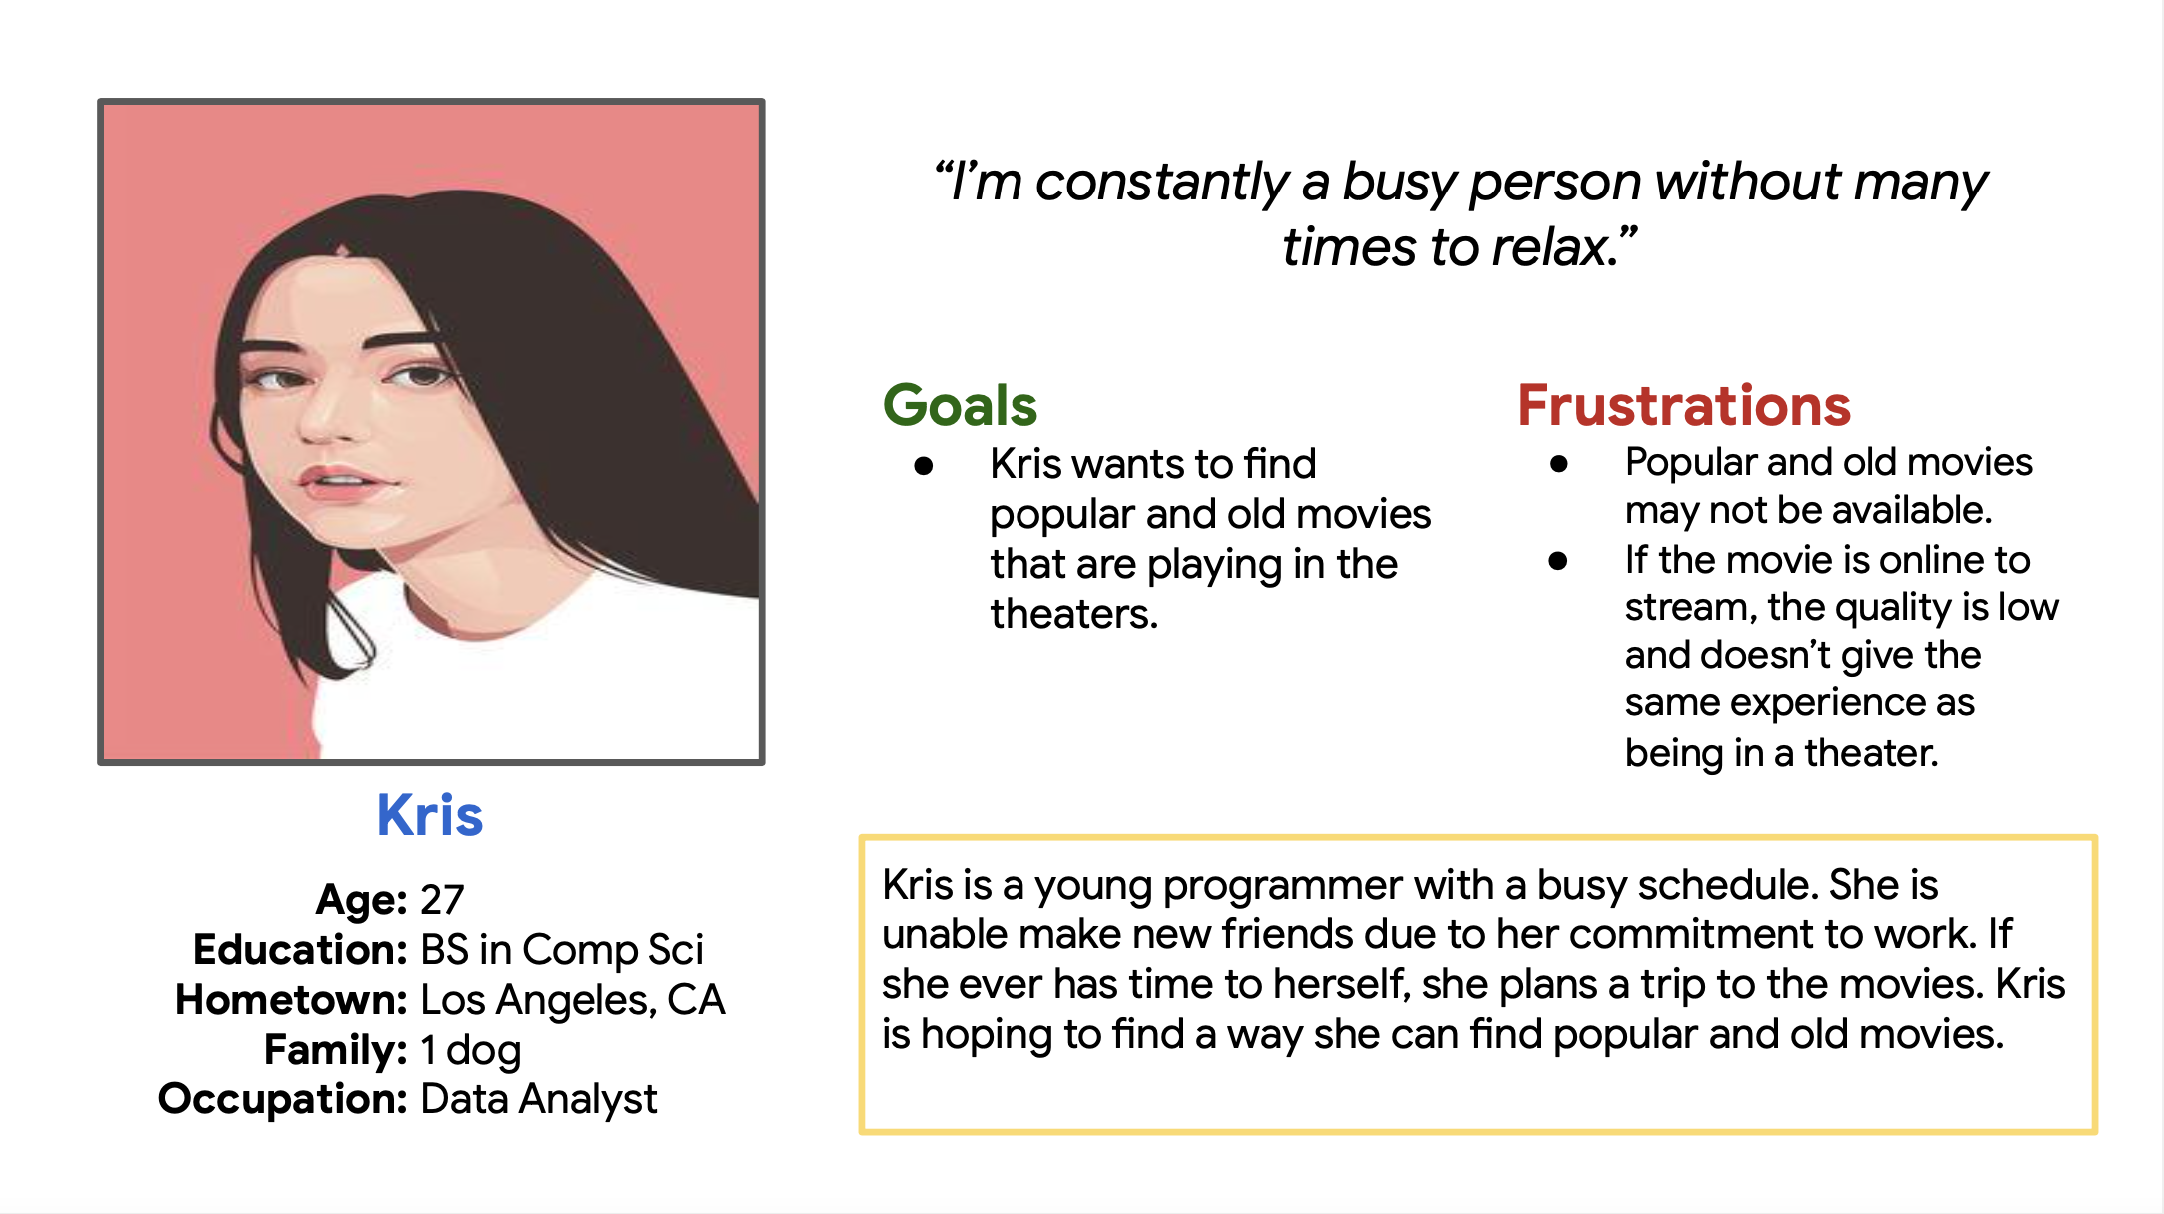 “I’m constantly a busy person without many
times to relax.”
Goals
● Kris wants to find
popular and old movies
that are playing in the
theaters.
Frustrations
● Popular and old movies
may not be available.
● If the movie is online to
stream, the quality is low
and doesn’t give the
same experience as
being in a theater.
Kris
Age: 27
Education: BS in Comp Sci
Hometown: Los Angeles, CA
Family: 1 dog
Occupation: Data Analyst
Kris is a young programmer with a busy schedule. She is
unable make new friends due to her commitment to work. If
she ever has time to herself, she plans a trip to the movies. Kris
is hoping to find a way she can find popular and old movies.